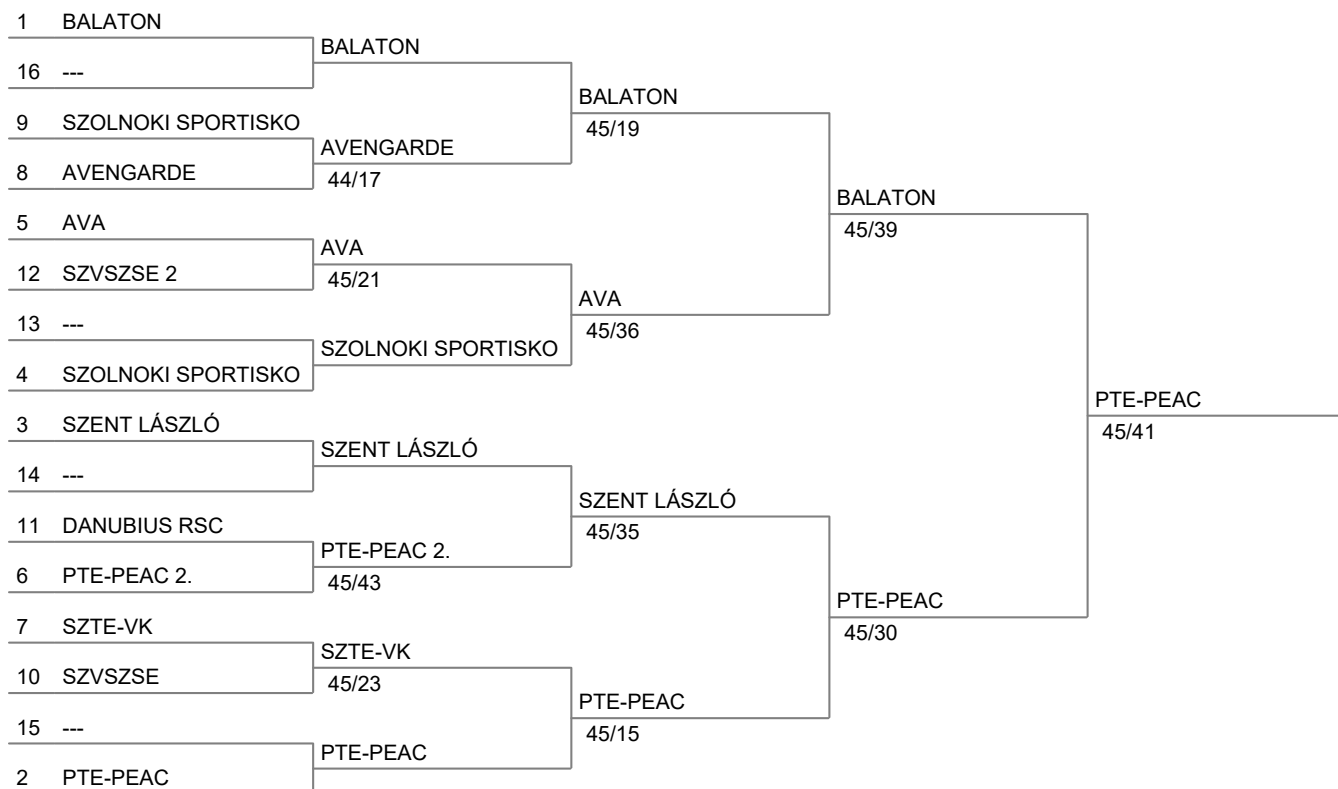 1 BALATON
BALATON
16 ---
BALATON
45/19
9 SZOLNOKI SPORTISKO
AVENGARDE
44/17
8 AVENGARDE
BALATON
45/39
5 AVA
AVA
45/21
12 SZVSZSE 2
AVA
45/36
13 ---
SZOLNOKI SPORTISKO
4 SZOLNOKI SPORTISKO
PTE-PEAC
45/41
3 SZENT LÁSZLÓ
SZENT LÁSZLÓ
14 ---
SZENT LÁSZLÓ
45/35
11 DANUBIUS RSC
PTE-PEAC 2.
45/43
6 PTE-PEAC 2.
PTE-PEAC
45/30
7 SZTE-VK
SZTE-VK
45/23
10 SZVSZSE
PTE-PEAC
45/15
15 ---
PTE-PEAC
2 PTE-PEAC